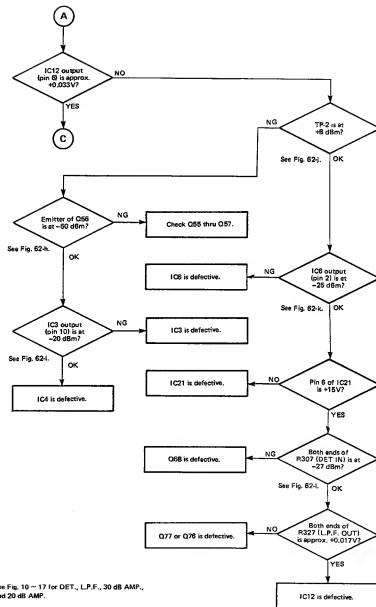 A
IC12 output
(pin 6) is approx.
+0.033V?
NO
YES
C
TP-2 is at
+8 dBm?
NG
See Fig. 62-j.
OK
Emitter of Q56
is at −50 dBm?
NG
Check Q55 thru Q57.
See Fig. 62-h.
OK
IC6 output
(pin 2) is at
−25 dBm?
NG
IC6 is defective.
See Fig. 62-k.
OK
IC3 output
(pin 10) is at
−20 dBm?
NG
IC3 is defective.
See Fig. 62-i.
OK
IC4 is defective.
Pin 6 of IC21
is +15V?
NO
IC21 is defective.
YES
Both ends of
R307 (DET IN) is at
−27 dBm?
NG
Q68 is defective.
See Fig. 62-l.
OK
Both ends of
R327 (L.P.F. OUT)
is approx. +0.017V?
NO
Q77 or Q76 is defective.
YES
IC12 is defective.
ee Fig. 10 ~ 17 for DET., L.P.F., 30 dB AMP.,
nd 20 dB AMP.